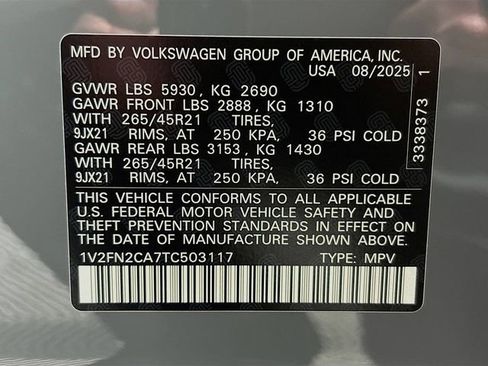 MFD BY VOLKSWAGEN GROUP OF AMERICA, INC.
USA 08/2025
GVWR LBS 5930, KG 2690
GAWR FRONT LBS 2888, KG 1310
WITH 265/45R21 TIRES,
9JX21 RIMS, AT 250 KPA, 36 PSI COLD
GAWR REAR LBS 3153, KG 1430
WITH 265/45R21 TIRES,
9JX21 RIMS, AT 250 KPA, 36 PSI COLD
THIS VEHICLE CONFORMS TO ALL APPLICABLE
U.S. FEDERAL MOTOR VEHICLE SAFETY AND
THEFT PREVENTION STANDARDS IN EFFECT ON
THE DATE OF MANUFACTURE SHOWN ABOVE.
1V2FN2CA7TC503117 TYPE: MPV
3338373 1